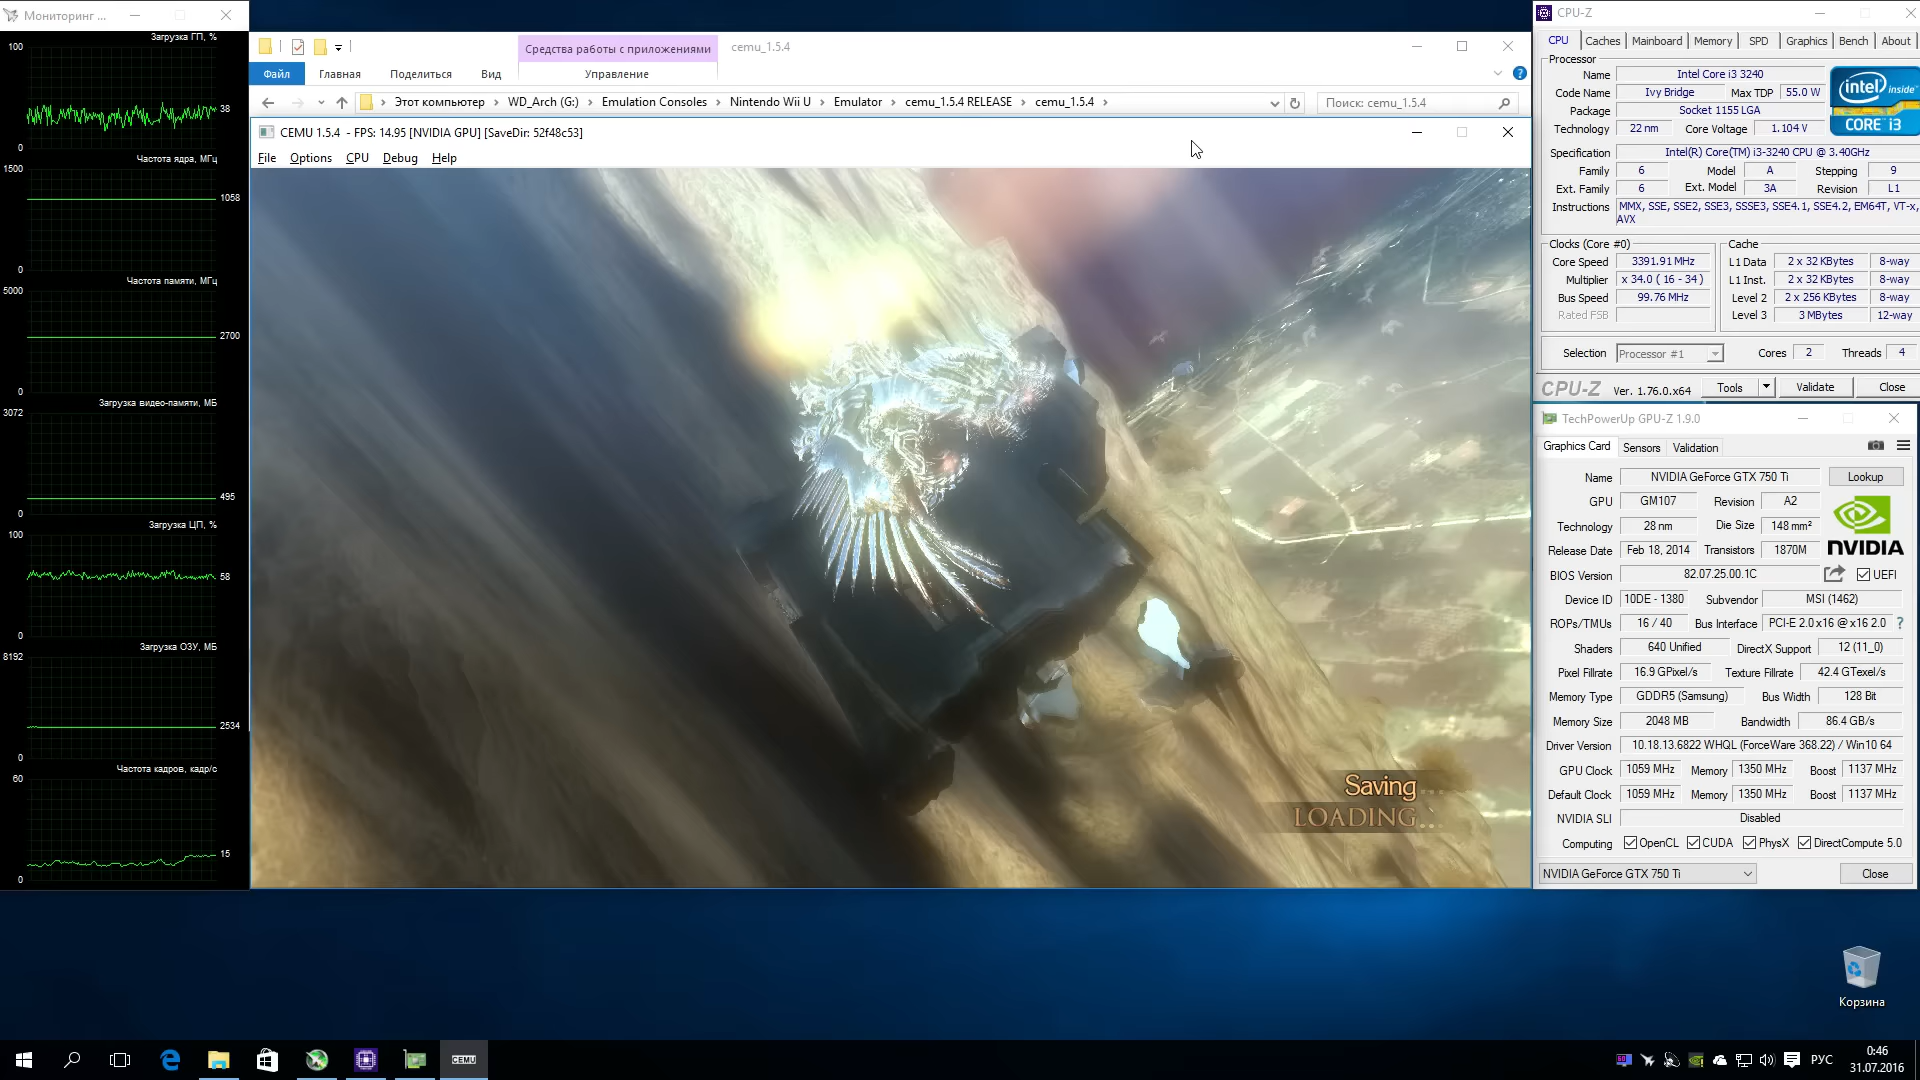 Мониторинг ...
Загрузка ГП, %
100
38
0
Частота ядра, МГц
1500
1058
0
Частота памяти, МГц
5000
2700
0
Загрузка видео-памяти, МБ
3072
495
0
Загрузка ЦП, %
100
58
0
Загрузка ОЗУ, МБ
8192
2534
0
Частота кадров, кадр/с
60
15
0
Средства работы с приложениями
cemu_1.5.4
Файл
Главная
Поделиться
Вид
Управление
Этот компьютер
WD_Arch (G:)
Emulation Consoles
Nintendo Wii U
Emulator
cemu_1.5.4 RELEASE
cemu_1.5.4
Поиск: cemu_1.5.4
CEMU 1.5.4 - FPS: 14.95 [NVIDIA GPU] [SaveDir: 52f48c53]
File Options CPU Debug Help
Saving...
LOADING...
CPU-Z
CPU Caches Mainboard Memory SPD Graphics Bench About
Processor
Name Intel Core i3 3240
Code Name Ivy Bridge Max TDP 55.0 W
Package Socket 1155 LGA
Technology 22 nm Core Voltage 1.104 V
intel inside™
CORE i3
Specification Intel(R) Core(TM) i3-3240 CPU @ 3.40GHz
Family 6 Model A Stepping 9
Ext. Family 6 Ext. Model 3A Revision L1
Instructions MMX, SSE, SSE2, SSE3, SSSE3, SSE4.1, SSE4.2, EM64T, VT-x,
AVX
Clocks (Core #0) Cache
Core Speed 3391.91 MHz L1 Data 2 x 32 KBytes 8-way
Multiplier x 34.0 ( 16 - 34 ) L1 Inst. 2 x 32 KBytes 8-way
Bus Speed 99.76 MHz Level 2 2 x 256 KBytes 8-way
Rated FSB Level 3 3 MBytes 12-way
Selection Processor #1 Cores 2 Threads 4
CPU-Z Ver. 1.76.0.x64 Tools Validate Close
TechPowerUp GPU-Z 1.9.0
Graphics Card Sensors Validation
Name NVIDIA GeForce GTX 750 Ti Lookup
GPU GM107 Revision A2
Technology 28 nm Die Size 148 mm²
Release Date Feb 18, 2014 Transistors 1870M
NVIDIA
BIOS Version 82.07.25.00.1C UEFI
Device ID 10DE - 1380 Subvendor MSI (1462)
ROPs/TMUs 16 / 40 Bus Interface PCI-E 2.0 x16 @ x16 2.0 ?
Shaders 640 Unified DirectX Support 12 (11_0)
Pixel Fillrate 16.9 GPixel/s Texture Fillrate 42.4 GTexel/s
Memory Type GDDR5 (Samsung) Bus Width 128 Bit
Memory Size 2048 MB Bandwidth 86.4 GB/s
Driver Version 10.18.13.6822 WHQL (ForceWare 368.22) / Win10 64
GPU Clock 1059 MHz Memory 1350 MHz Boost 1137 MHz
Default Clock 1059 MHz Memory 1350 MHz Boost 1137 MHz
NVIDIA SLI Disabled
Computing OpenCL CUDA PhysX DirectCompute 5.0
NVIDIA GeForce GTX 750 Ti Close
Корзина
CEMU
РУС
0:46
31.07.2016